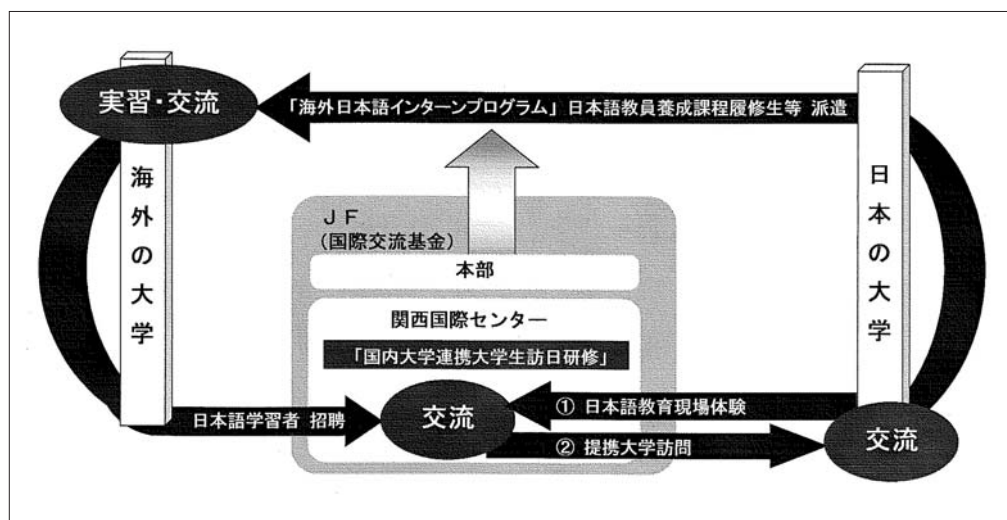 実習・交流
「海外日本語インターンプログラム」日本語教員養成課程履修生等 派遣
海外の大学
日本の大学
JF
(国際交流基金)
本部
関西国際センター
「国内大学連携大学生訪日研修」
日本語学習者 招聘
交流
① 日本語教育現場体験
② 提携大学訪問
交流